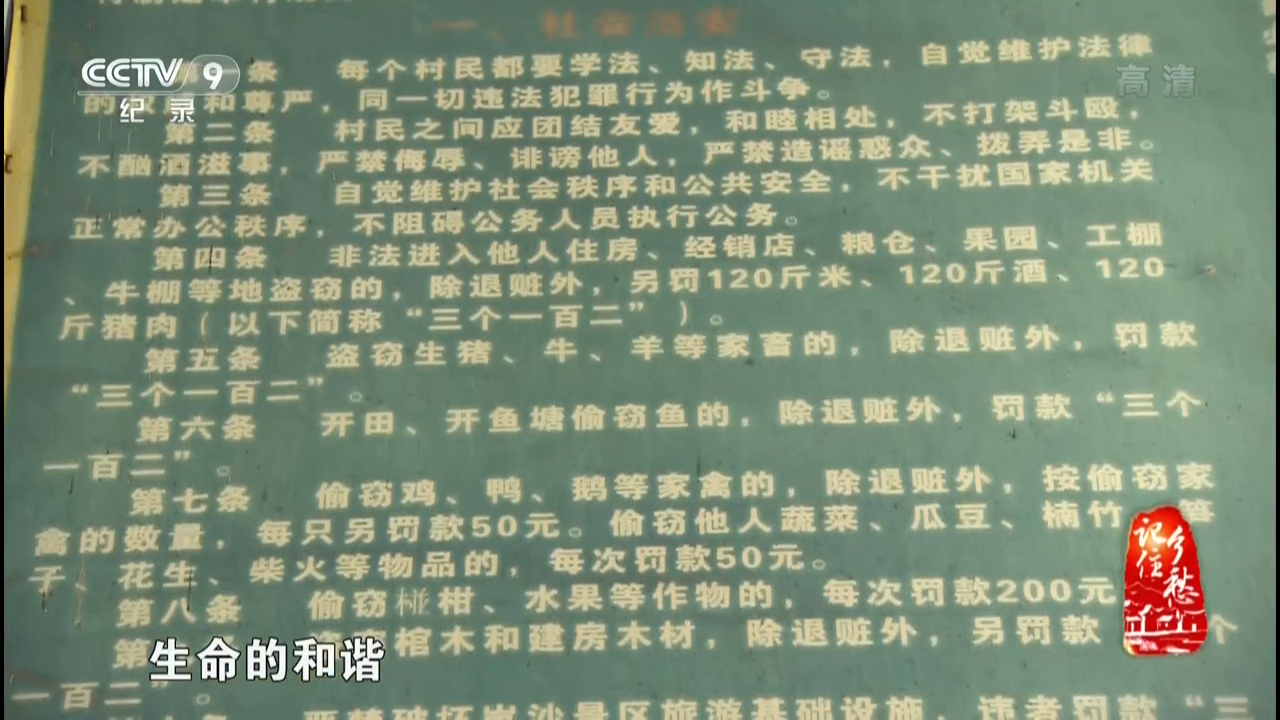 一、社会治安
CCTV 9
纪录
高清
条 每个村民都要学法、知法、守法，自觉维护法律
的 和尊严，同一切违法犯罪行为作斗争。
第二条 村民之间应团结友爱，和睦相处，不打架斗殴，
不酗酒滋事，严禁侮辱、诽谤他人，严禁造谣惑众、拨弄是非。
第三条 自觉维护社会秩序和公共安全，不干扰国家机关
正常办公秩序，不阻碍公务人员执行公务。
第四条 非法进入他人住房、经销店、粮仓、果园、工棚
、牛棚等地盗窃的，除退赃外，另罚120斤米、120斤酒、120
斤猪肉（以下简称“三个一百二”）。
第五条 盗窃生猪、牛、羊等家畜的，除退赃外，罚款
“三个一百二”。
第六条 开田、开鱼塘偷窃鱼的，除退赃外，罚款“三个
一百二”。
第七条 偷窃鸡、鸭、鹅等家禽的，除退赃外，按偷窃家
禽的数量，每只另罚款50元。偷窃他人蔬菜、瓜豆、楠竹
子、花生、柴火等物品的，每次罚款50元。
第八条 偷窃椪柑、水果等作物的，每次罚款200元
第 棺木和建房木材，除退赃外，另罚款 个
一百二”。
严禁破坏岜沙景区旅游基础设施，违者罚款“三
记住乡愁
生命的和谐